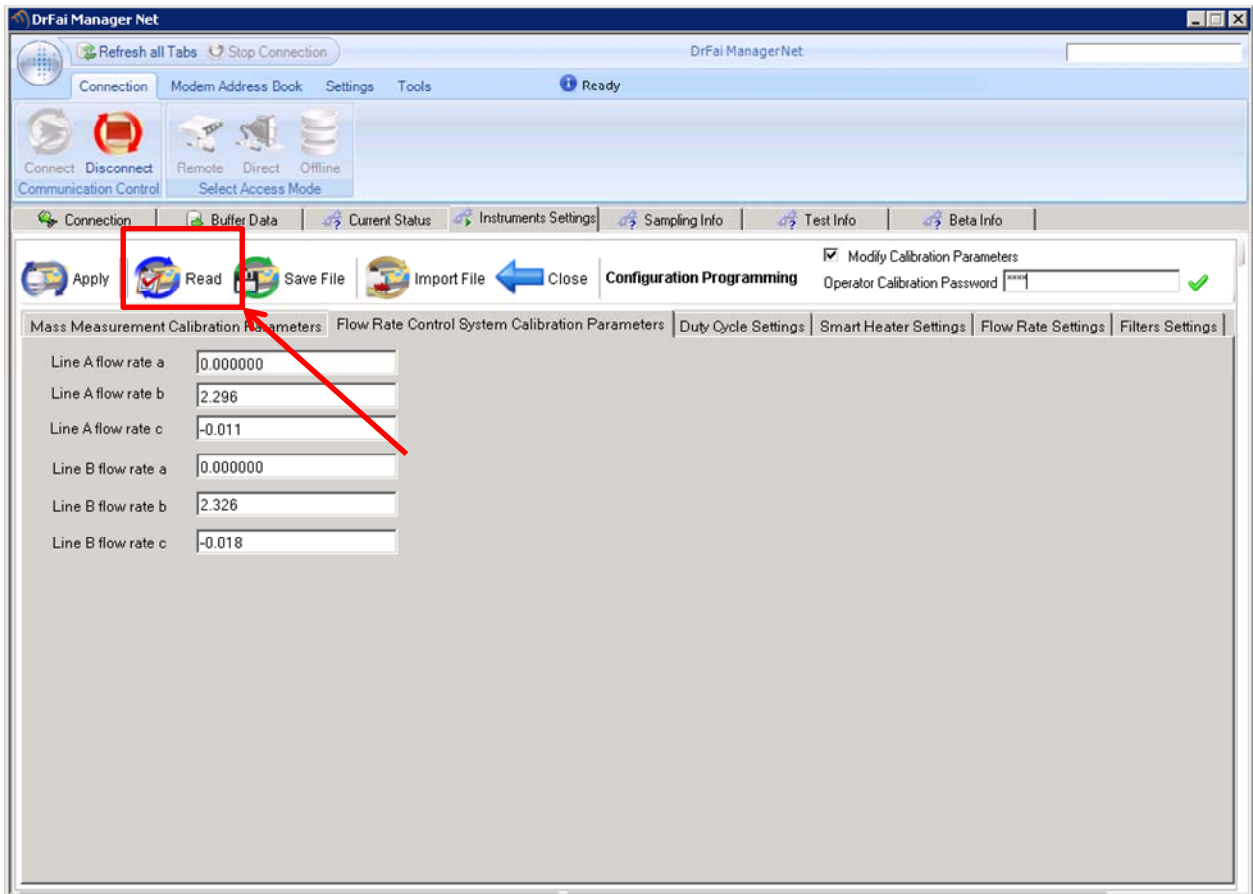 DrFai Manager Net
Refresh all Tabs Stop Connection DrFai ManagerNet
Connection Modem Address Book Settings Tools Ready
Connect Disconnect Remote Direct Offline
Communication Control Select Access Mode
Connection Buffer Data Current Status Instruments Settings Sampling Info Test Info Beta Info
Modify Calibration Parameters
Apply Read Save File Import File Close Configuration Programming
Operator Calibration Password ****
Mass Measurement Calibration Parameters Flow Rate Control System Calibration Parameters Duty Cycle Settings Smart Heater Settings Flow Rate Settings Filters Settings
Line A flow rate a 0.000000
Line A flow rate b 2.296
Line A flow rate c -0.011
Line B flow rate a 0.000000
Line B flow rate b 2.326
Line B flow rate c -0.018